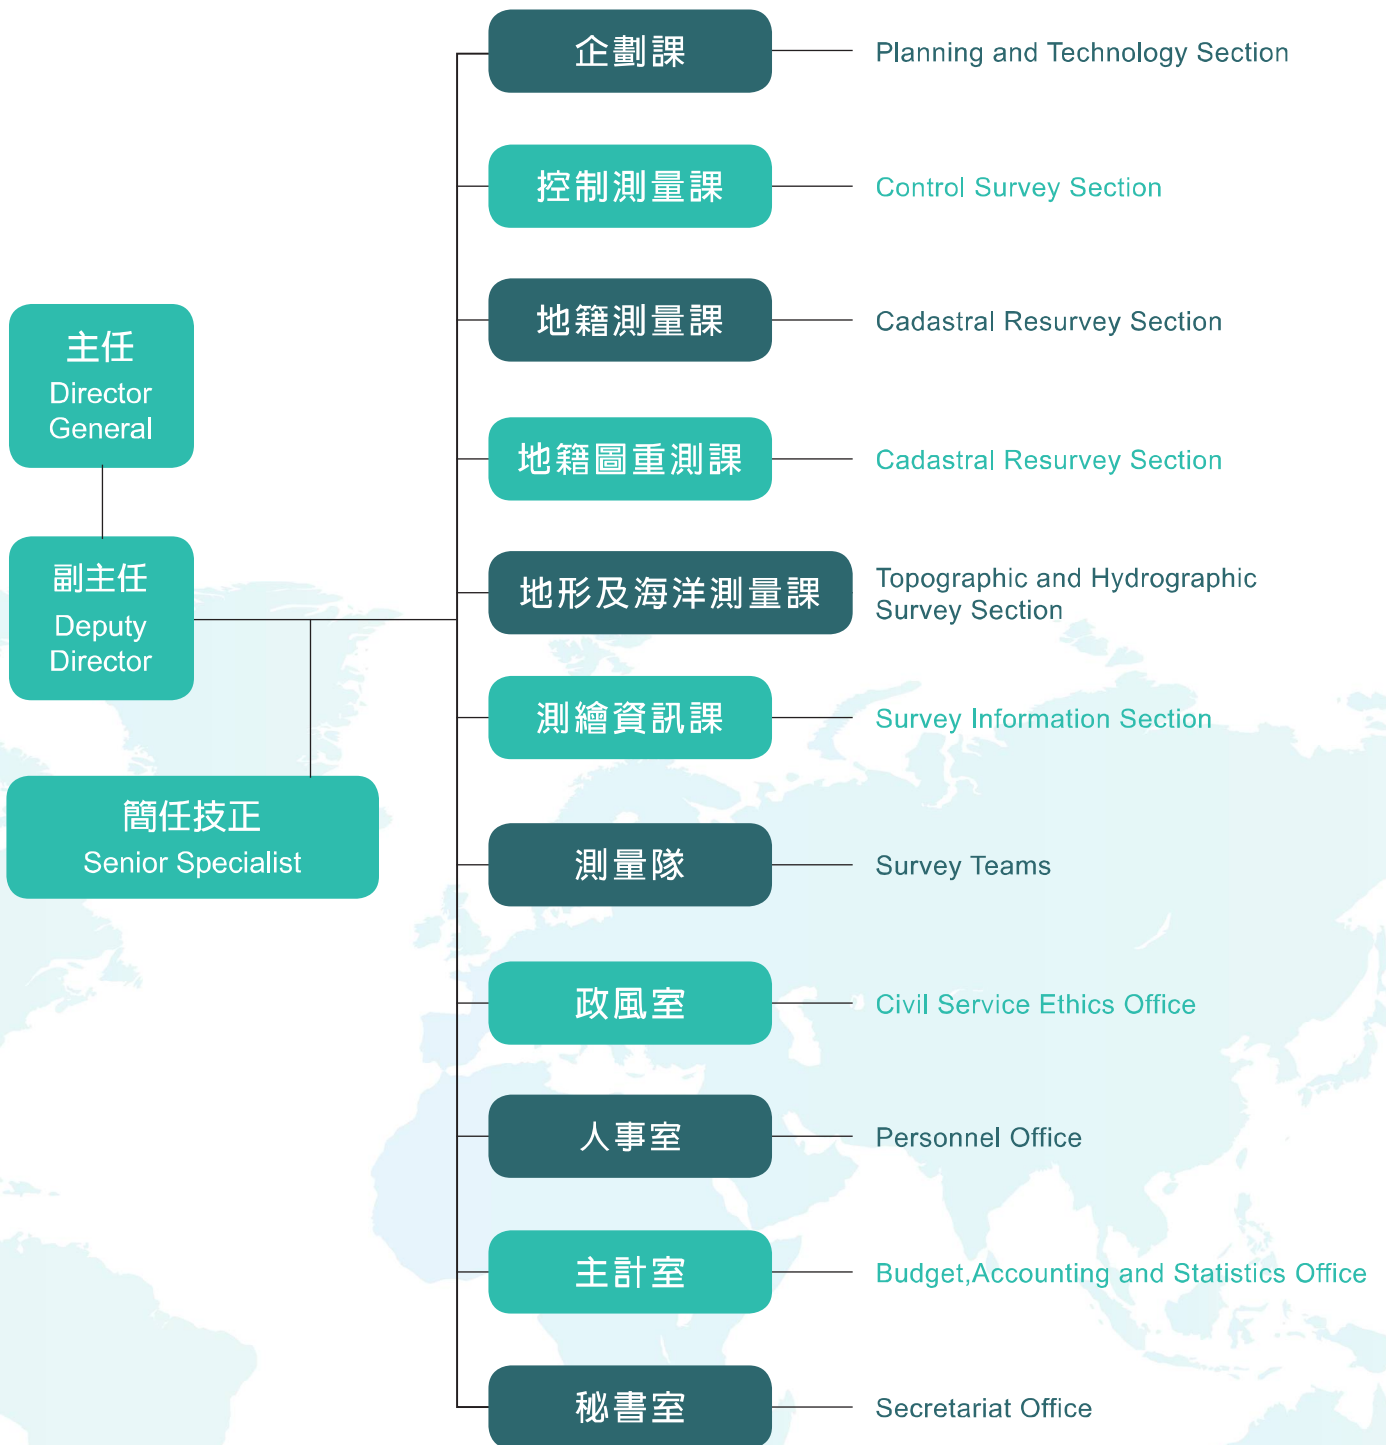 主任
Director
General
副主任
Deputy
Director
簡任技正
Senior Specialist
企劃課
Planning and Technology Section
控制測量課
Control Survey Section
地籍測量課
Cadastral Resurvey Section
地籍圖重測課
Cadastral Resurvey Section
地形及海洋測量課
Topographic and Hydrographic
Survey Section
測繪資訊課
Survey Information Section
測量隊
Survey Teams
政風室
Civil Service Ethics Office
人事室
Personnel Office
主計室
Budget,Accounting and Statistics Office
秘書室
Secretariat Office